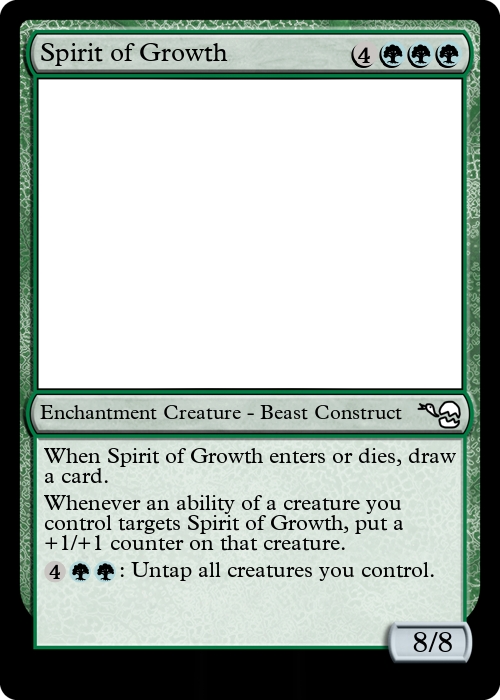 Spirit of Growth 4
Enchantment Creature - Beast Construct
When Spirit of Growth enters or dies, draw
a card.
Whenever an ability of a creature you
control targets Spirit of Growth, put a
+1/+1 counter on that creature.
4 : Untap all creatures you control.
8/8